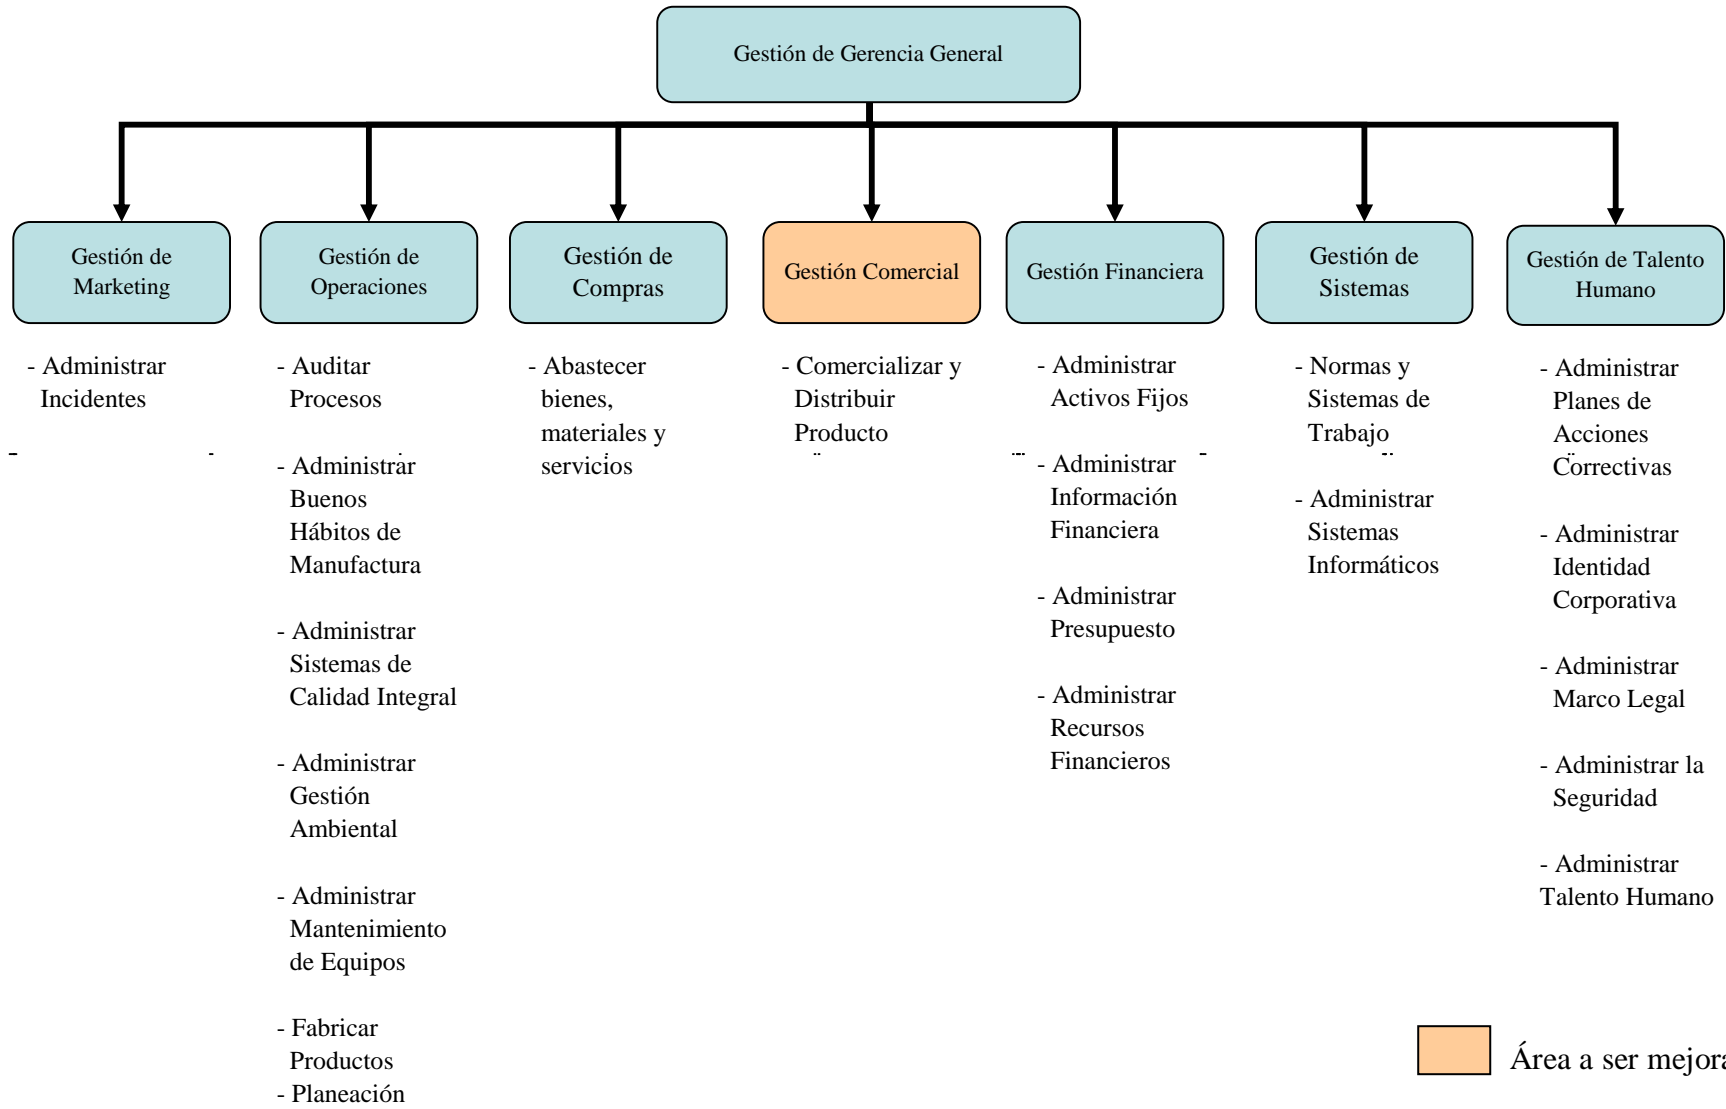 Gestión de Gerencia General
Gestión de
Marketing
Gestión de
Operaciones
Gestión de
Compras
Gestión Comercial
Gestión Financiera
Gestión de
Sistemas
Gestión de Talento
Humano
- Administrar
Incidentes
- Auditar
Procesos
- Administrar
Buenos
Hábitos de
Manufactura
- Administrar
Sistemas de
Calidad Integral
- Administrar
Gestión
Ambiental
- Administrar
Mantenimiento
de Equipos
- Fabricar
Productos
- Planeación
- Abastecer
bienes,
materiales y
servicios
- Comercializar y
Distribuir
Producto
- Administrar
Activos Fijos
- Administrar
Información
Financiera
- Administrar
Presupuesto
- Administrar
Recursos
Financieros
- Normas y
Sistemas de
Trabajo
- Administrar
Sistemas
Informáticos
- Administrar
Planes de
Acciones
Correctivas
- Administrar
Identidad
Corporativa
- Administrar
Marco Legal
- Administrar la
Seguridad
- Administrar
Talento Humano
Área a ser mejora